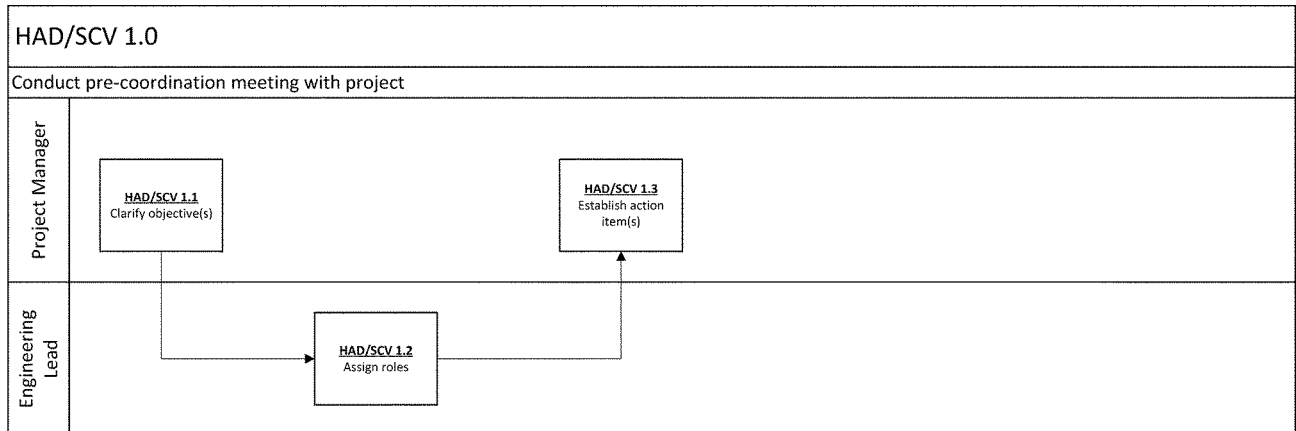 HAD/SCV 1.0
Conduct pre-coordination meeting with project
Project Manager
HAD/SCV 1.1
Clarify objective(s)
HAD/SCV 1.3
Establish action
item(s)
Engineering
Lead
HAD/SCV 1.2
Assign roles